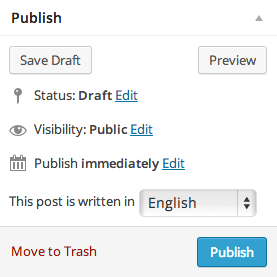 Publish
Save Draft Preview
Status: Draft Edit
Visibility: Public Edit
Publish immediately Edit
This post is written in English
Move to Trash Publish